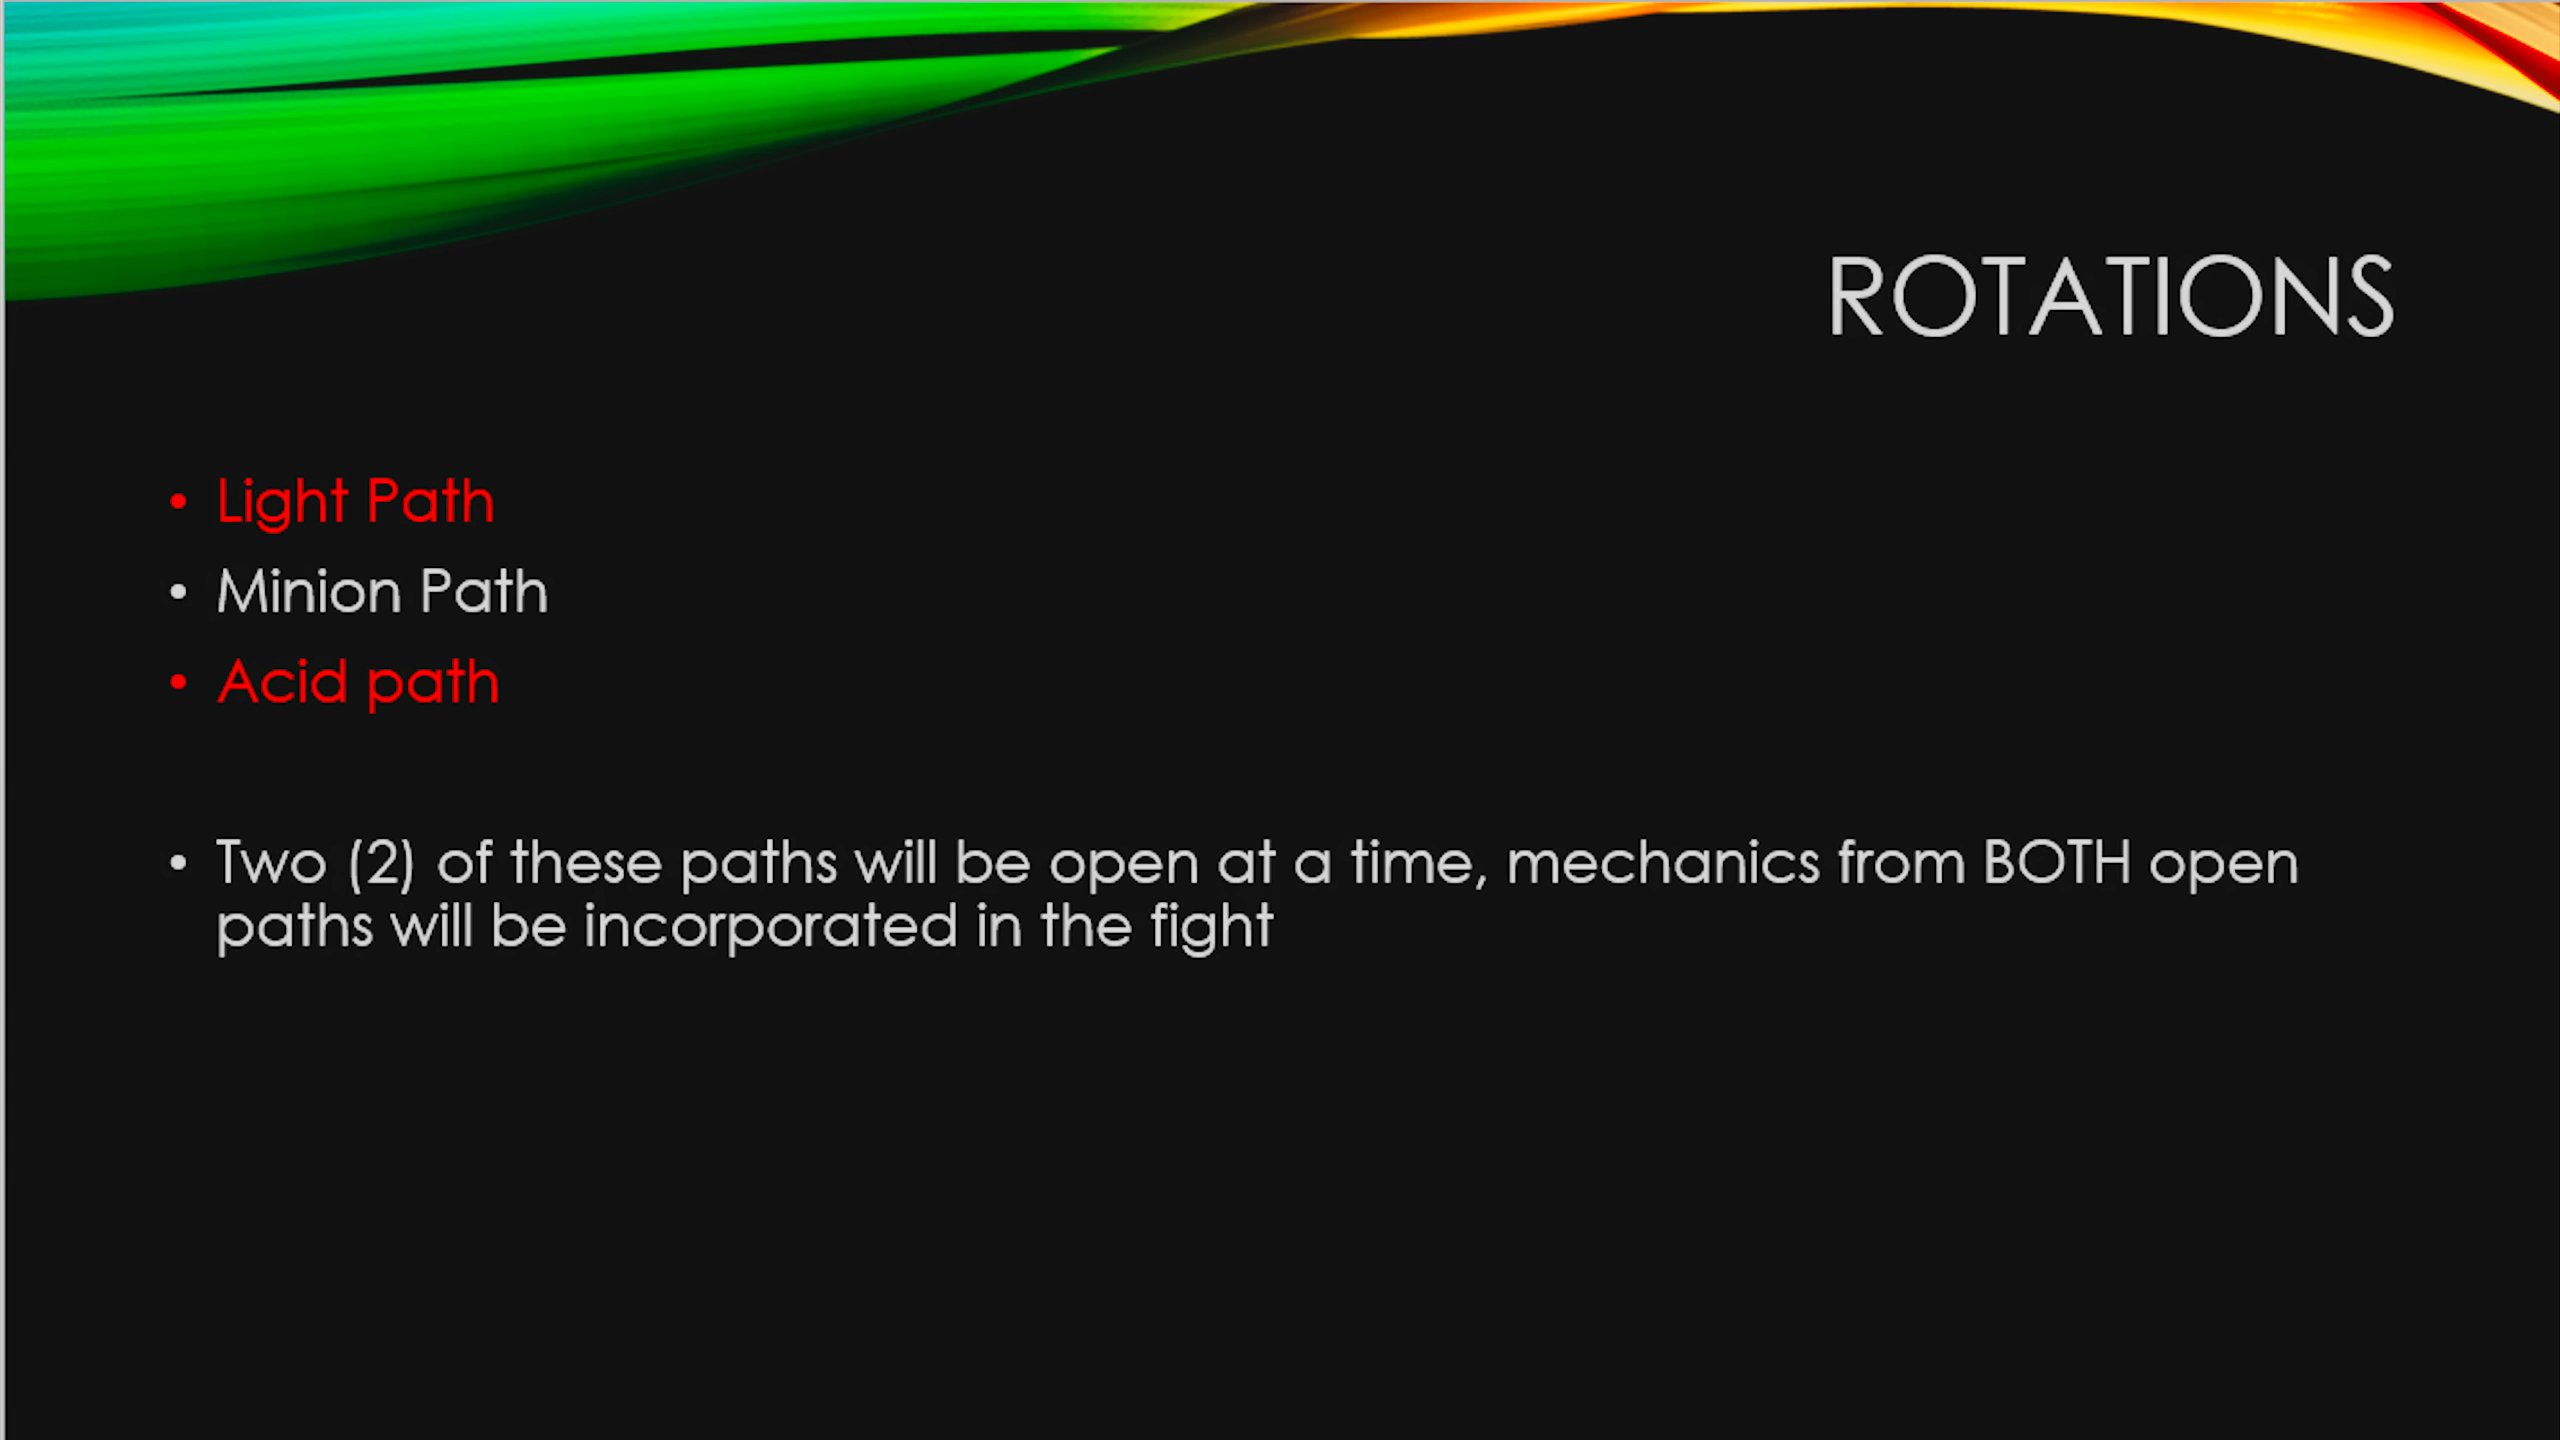 ROTATIONS
• Light Path
• Minion Path
• Acid path
• Two (2) of these paths will be open at a time, mechanics from BOTH open
paths will be incorporated in the fight